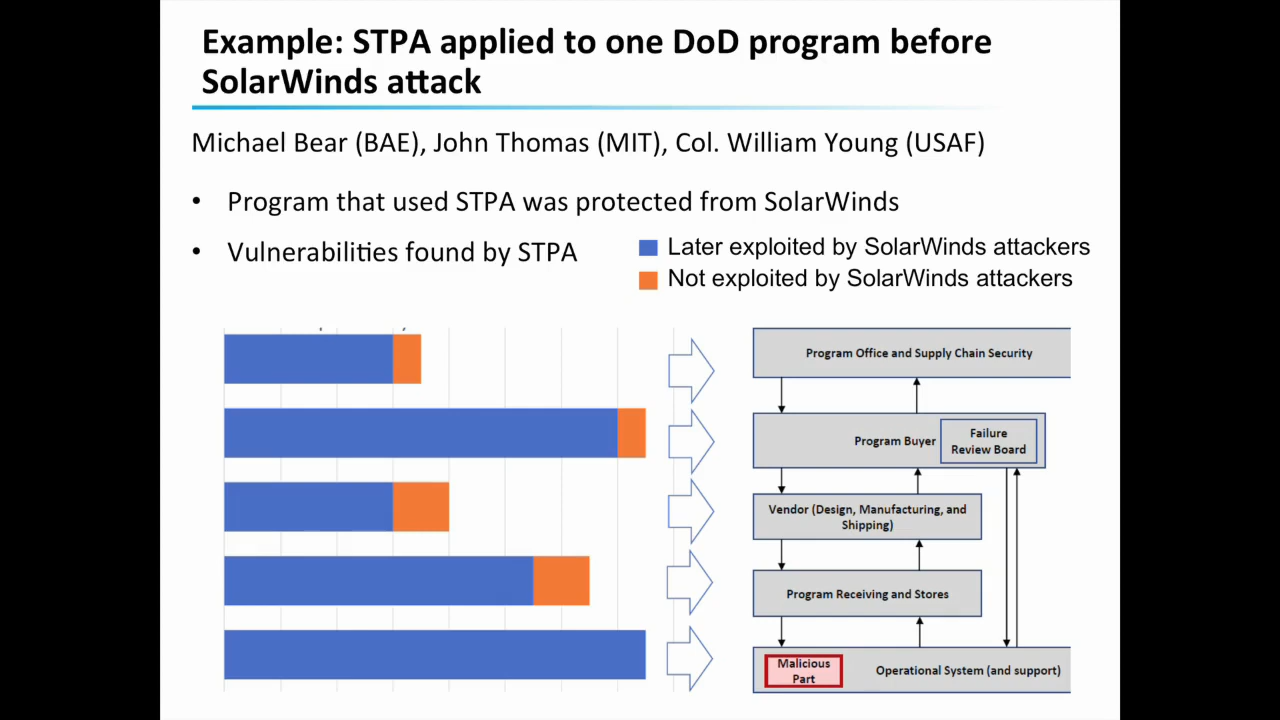 Example: STPA applied to one DoD program before
SolarWinds attack
Michael Bear (BAE), John Thomas (MIT), Col. William Young (USAF)
• Program that used STPA was protected from SolarWinds
• Vulnerabilities found by STPA
Later exploited by SolarWinds attackers
Not exploited by SolarWinds attackers
Program Office and Supply Chain Security
Program Buyer
Failure
Review Board
Vendor (Design, Manufacturing, and
Shipping)
Program Receiving and Stores
Malicious
Part
Operational System (and support)